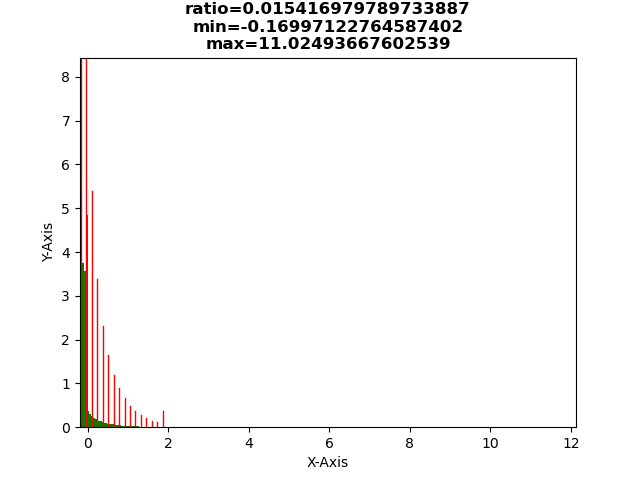 ratio=0.015416979789733887
min=-0.16997122764587402
max=11.02493667602539
8
7
6
5
4
3
2
1
0
Y-Axis
0 2 4 6 8 10 12
X-Axis